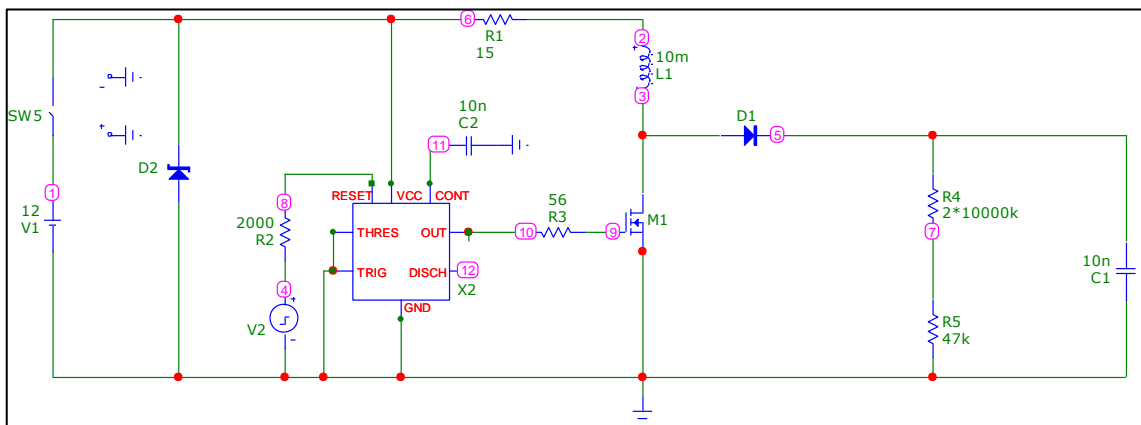 6
R1
15
2
10m
L1
3
SW5
10n
C2
11
D1
5
D2
1
12
V1
8
RESET
VCC
CONT
2000
R2
THRES
OUT
TRIG
DISCH
12
X2
GND
4
V2
56
R3
10
9
M1
R4
2*10000k
7
R5
47k
10n
C1